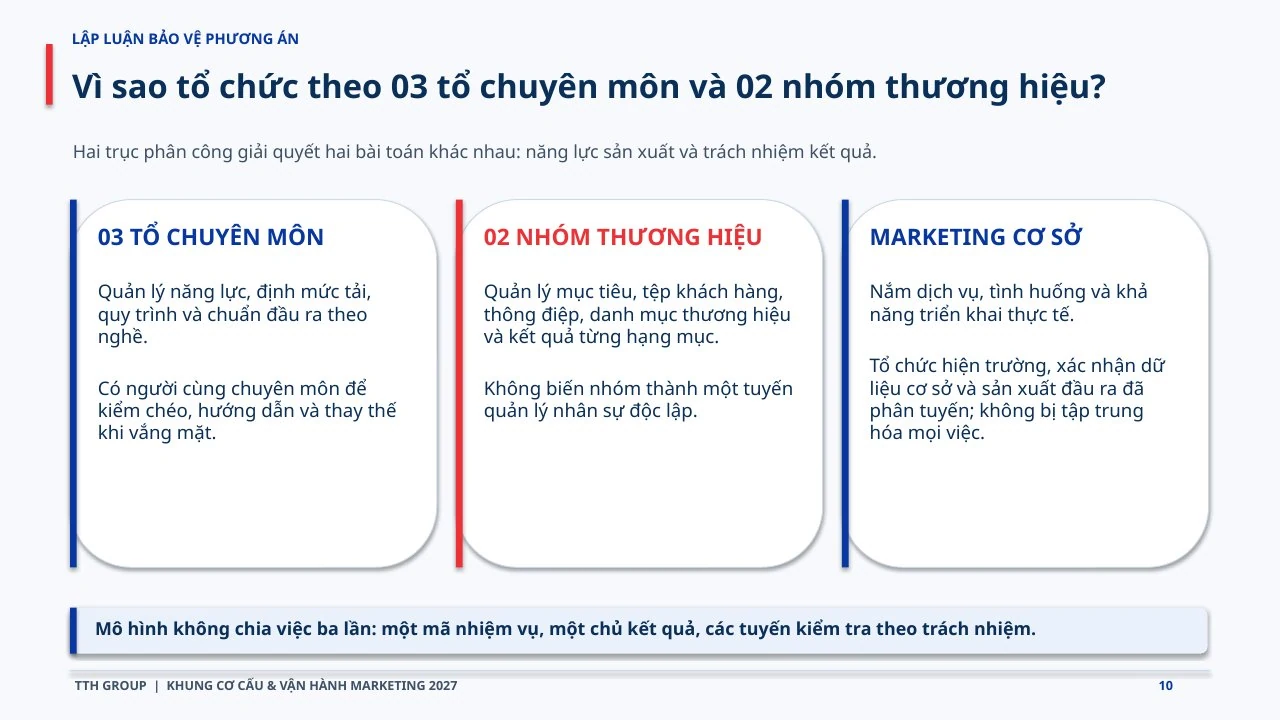 LẬP LUẬN BẢO VỆ PHƯƠNG ÁN
Vì sao tổ chức theo 03 tổ chuyên môn và 02 nhóm thương hiệu?
Hai trục phân công giải quyết hai bài toán khác nhau: năng lực sản xuất và trách nhiệm kết quả.
03 TỔ CHUYÊN MÔN
Quản lý năng lực, định mức tải,
quy trình và chuẩn đầu ra theo
nghề.
Có người cùng chuyên môn để
kiểm chéo, hướng dẫn và thay thế
khi vắng mặt.
02 NHÓM THƯƠNG HIỆU
Quản lý mục tiêu, tệp khách hàng,
thông điệp, danh mục thương hiệu
và kết quả từng hạng mục.
Không biến nhóm thành một tuyến
quản lý nhân sự độc lập.
MARKETING CƠ SỞ
Nắm dịch vụ, tình huống và khả
năng triển khai thực tế.
Tổ chức hiện trường, xác nhận dữ
liệu cơ sở và sản xuất đầu ra đã
phân tuyến; không bị tập trung
hóa mọi việc.
Mô hình không chia việc ba lần: một mã nhiệm vụ, một chủ kết quả, các tuyến kiểm tra theo trách nhiệm.
TTH GROUP | KHUNG CƠ CẤU & VẬN HÀNH MARKETING 2027
10